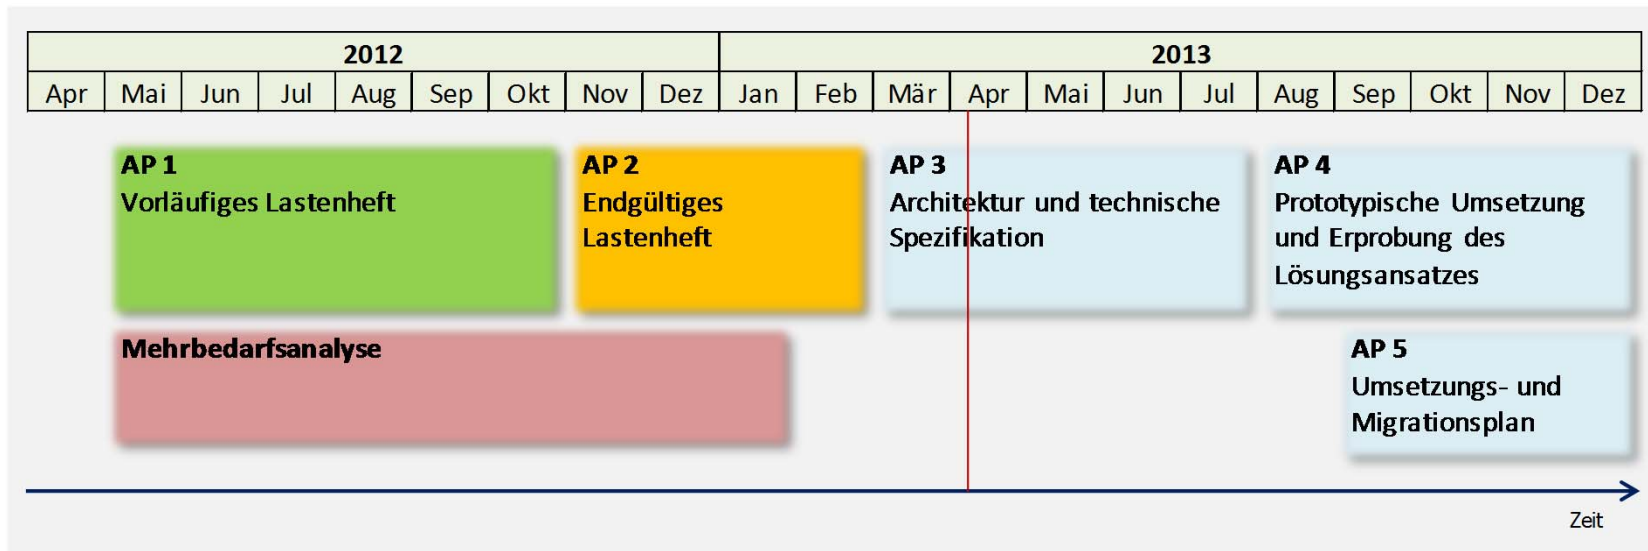 2012 2013
Apr Mai Jun Jul Aug Sep Okt Nov Dez Jan Feb Mär Apr Mai Jun Jul Aug Sep Okt Nov Dez
AP 1
Vorläufiges Lastenheft
AP 2
Endgültiges
Lastenheft
AP 3
Architektur und technische
Spezifikation
AP 4
Prototypische Umsetzung
und Erprobung des
Lösungsansatzes
Mehrbedarfsanalyse
AP 5
Umsetzungs- und
Migrationsplan
Zeit